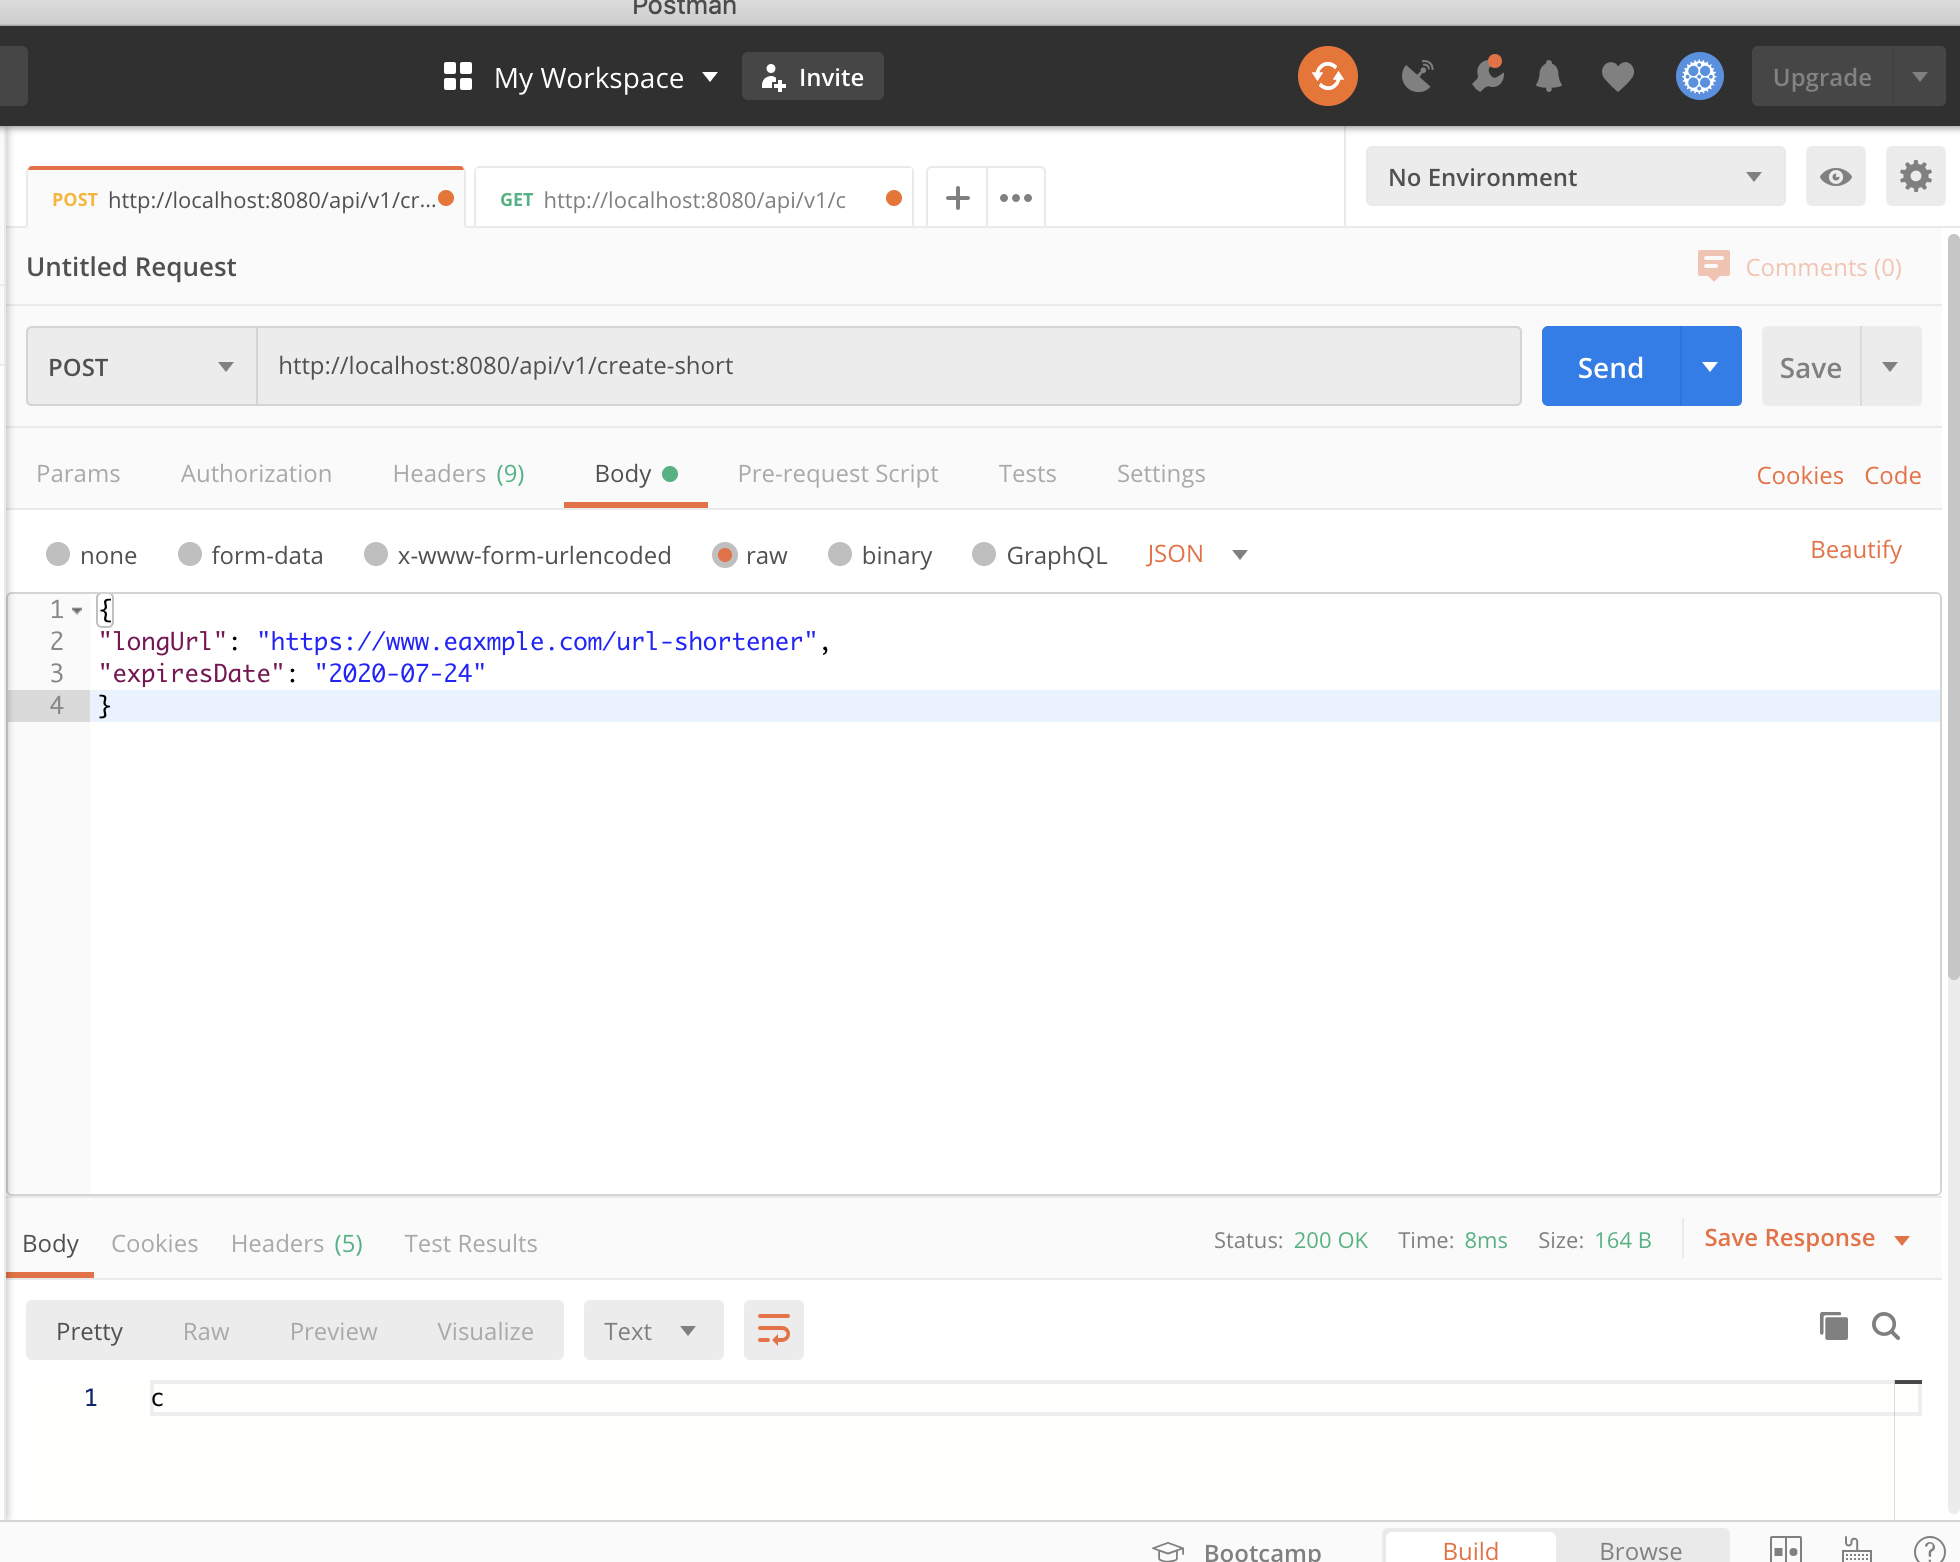 Postman
My Workspace
Invite
Upgrade
POST http://localhost:8080/api/v1/cr...
GET http://localhost:8080/api/v1/c
No Environment
Untitled Request
Comments (0)
POST
http://localhost:8080/api/v1/create-short
Send
Save
Params Authorization Headers (9) Body Pre-request Script Tests Settings
Cookies Code
none form-data x-www-form-urlencoded raw binary GraphQL JSON
Beautify
1 {
2 "longUrl": "https://www.eaxmple.com/url-shortener",
3 "expiresDate": "2020-07-24"
4 }
Body Cookies Headers (5) Test Results
Status: 200 OK Time: 8ms Size: 164 B
Save Response
Pretty Raw Preview Visualize Text
1 c
Bootcamp Build Browse